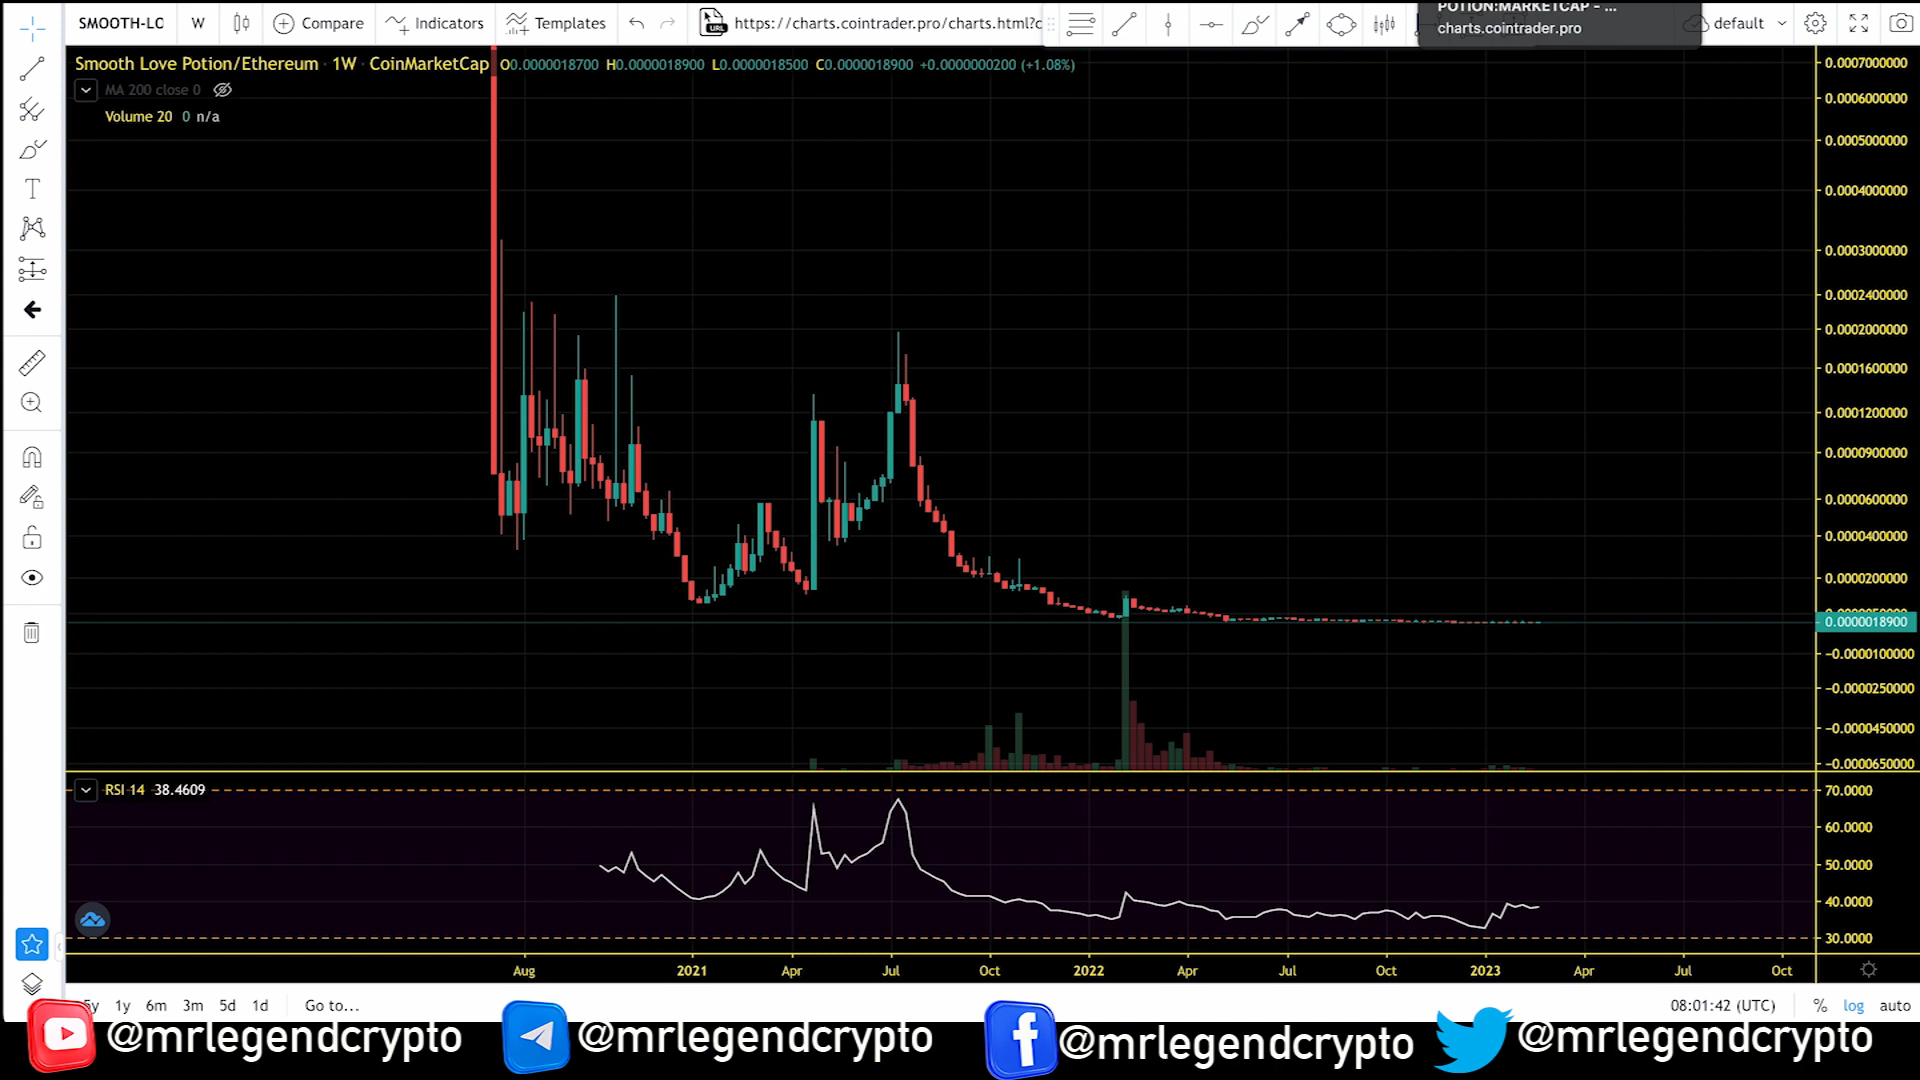 SMOOTH-LO W Compare Indicators Templates https://charts.cointrader.pro/charts.html?c POTION:MARKETCAP - ... default
charts.cointrader.pro
Smooth Love Potion/Ethereum · 1W · CoinMarketCap O0.0000018700 H0.0000018900 L0.0000018500 C0.0000018900 +0.0000000200 (+1.08%)
MA 200 close 0
Volume 20 0 n/a
0.0007000000
0.0006000000
0.0005000000
0.0004000000
0.0003000000
0.0002400000
0.0002000000
0.0001600000
0.0001200000
0.0000900000
0.0000600000
0.0000400000
0.0000200000
0.0000018900
−0.0000100000
−0.0000250000
−0.0000450000
−0.0000650000
RSI 14 38.4609
70.0000
60.0000
50.0000
40.0000
30.0000
Aug 2021 Apr Jul Oct 2022 Apr Jul Oct 2023 Apr Jul Oct
5y 1y 6m 3m 5d 1d Go to... 08:01:42 (UTC) % log auto
@mrlegendcrypto @mrlegendcrypto @mrlegendcrypto @mrlegendcrypto